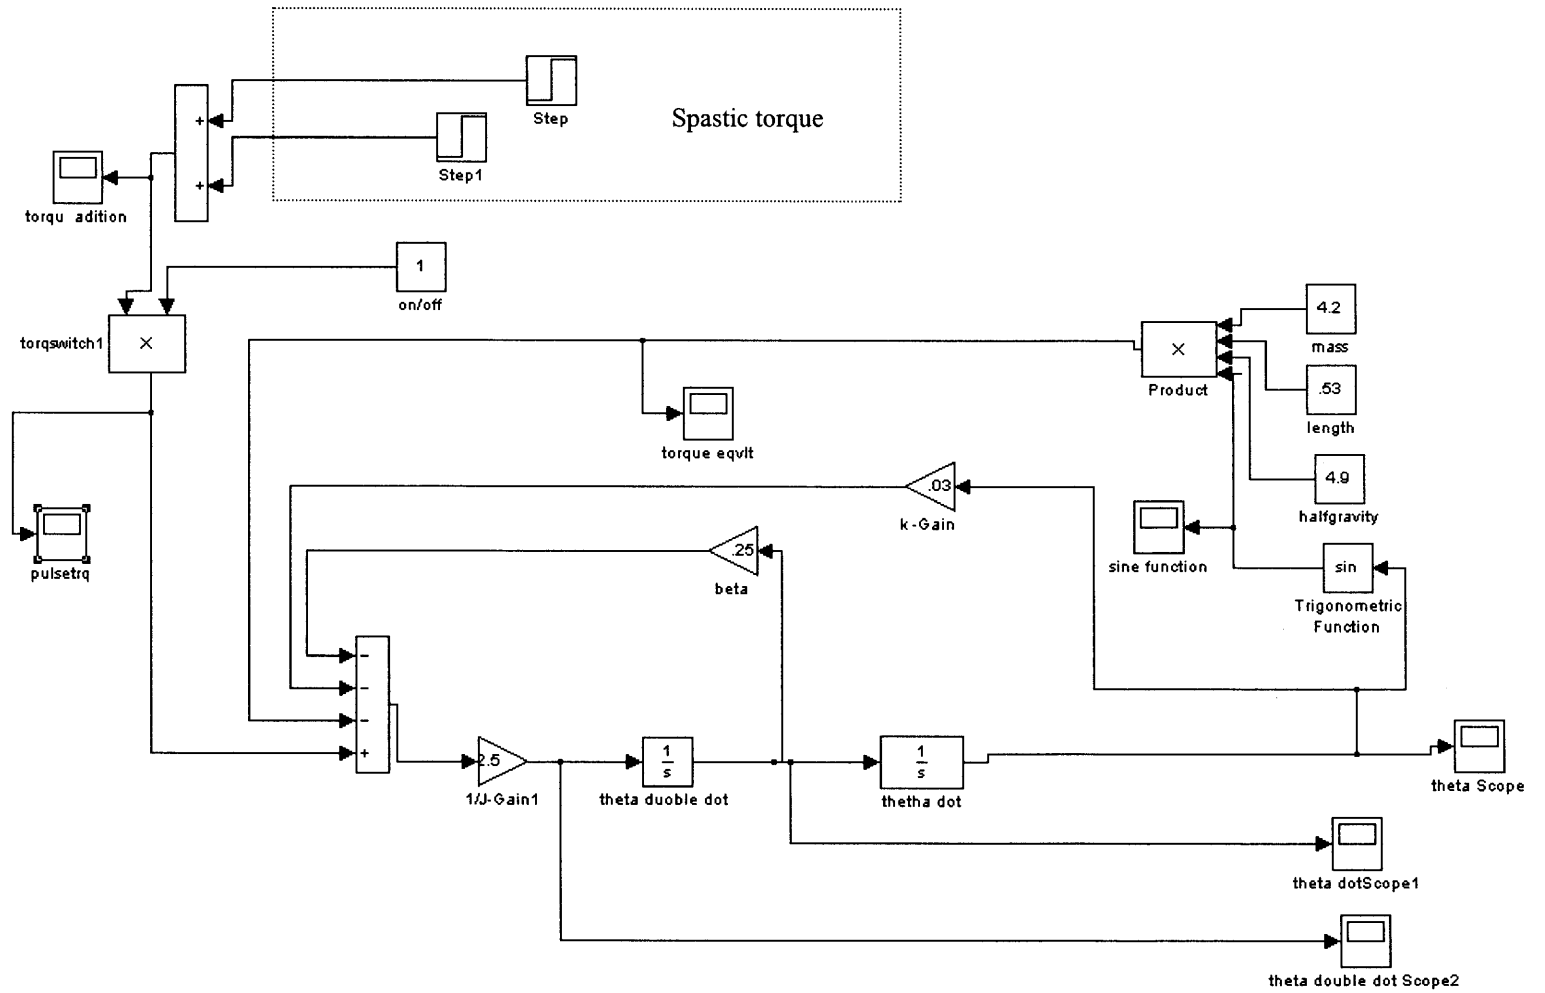 Step
Spastic torque
+
Step1
+
torqu adition
1
on/off
torqswitch1
×
4.2
mass
×
Product
.53
length
torque eqvlt
4.9
halfgravity
.03
k-Gain
pulsetrq
sine function
sin
Trigonometric
Function
.25
beta
−
−
−
+
2.5
1/J-Gain1
1
s
theta duoble dot
1
s
thetha dot
theta Scope
theta dotScope1
theta double dot Scope2